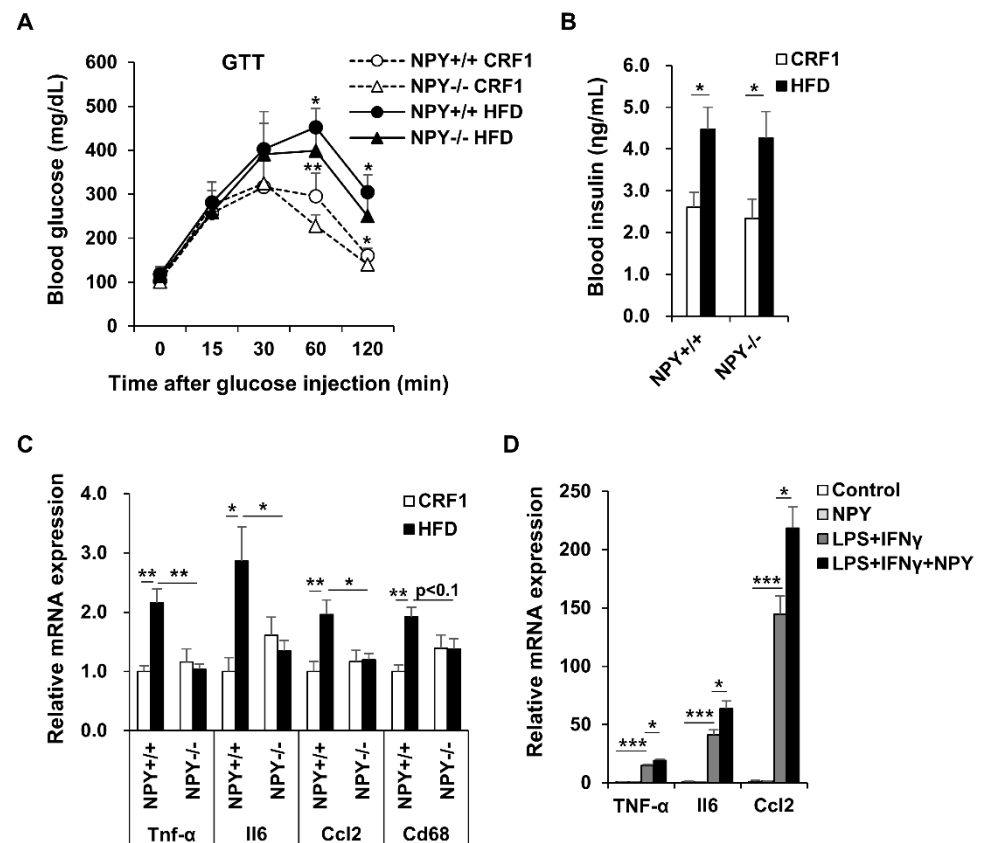 A
GTT
NPY+/+ CRF1
NPY-/- CRF1
NPY+/+ HFD
NPY-/- HFD
Blood glucose (mg/dL)
600
500
400
300
200
100
0
*
**
*
*
0 15 30 60 120
Time after glucose injection (min)
B
CRF1
HFD
Blood insulin (ηg/mL)
6.0
5.0
4.0
3.0
2.0
1.0
0.0
* *
NPY+/+ NPY-/-
C
CRF1
HFD
Relative mRNA expression
4.0
3.0
2.0
1.0
0.0
** ** * * ** * ** p<0.1
NPY+/+ NPY-/- NPY+/+ NPY-/- NPY+/+ NPY-/- NPY+/+ NPY-/-
Tnf-α Il6 Ccl2 Cd68
D
Control
NPY
LPS+IFNγ
LPS+IFNγ+NPY
Relative mRNA expression
250
200
150
100
50
0
*** * *** * *** *
TNF-α Il6 Ccl2